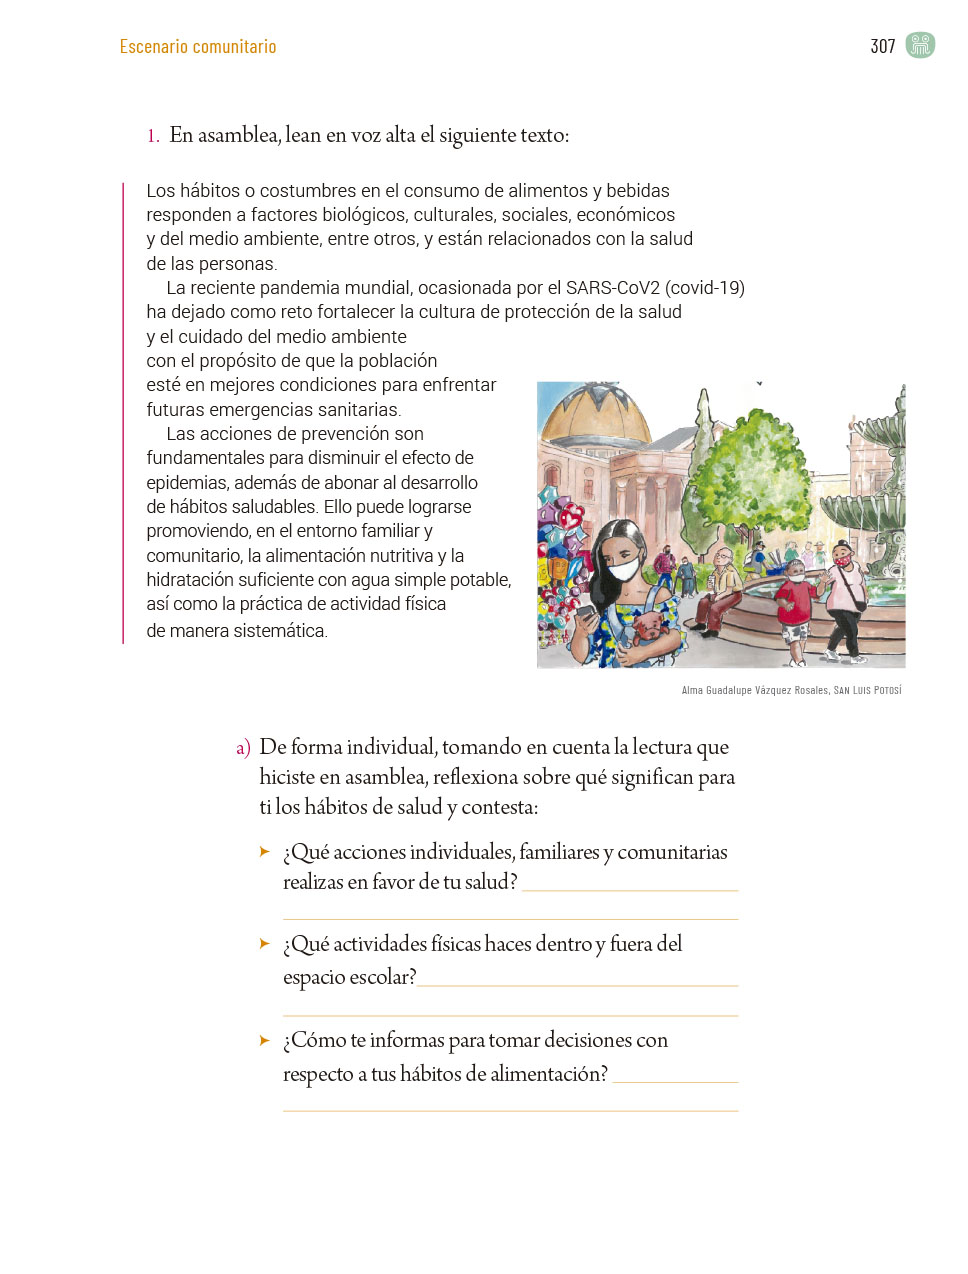 Escenario comunitario
307
1. En asamblea, lean en voz alta el siguiente texto:
Los hábitos o costumbres en el consumo de alimentos y bebidas
responden a factores biológicos, culturales, sociales, económicos
y del medio ambiente, entre otros, y están relacionados con la salud
de las personas.
La reciente pandemia mundial, ocasionada por el SARS-CoV2 (covid-19)
ha dejado como reto fortalecer la cultura de protección de la salud
y el cuidado del medio ambiente
con el propósito de que la población
esté en mejores condiciones para enfrentar
futuras emergencias sanitarias.
Las acciones de prevención son
fundamentales para disminuir el efecto de
epidemias, además de abonar al desarrollo
de hábitos saludables. Ello puede lograrse
promoviendo, en el entorno familiar y
comunitario, la alimentación nutritiva y la
hidratación suficiente con agua simple potable,
así como la práctica de actividad física
de manera sistemática.
Alma Guadalupe Vázquez Rosales, San Luis Potosí
a) De forma individual, tomando en cuenta la lectura que
hiciste en asamblea, reflexiona sobre qué significan para
ti los hábitos de salud y contesta:
➤ ¿Qué acciones individuales, familiares y comunitarias
realizas en favor de tu salud?
➤ ¿Qué actividades físicas haces dentro y fuera del
espacio escolar?
➤ ¿Cómo te informas para tomar decisiones con
respecto a tus hábitos de alimentación?